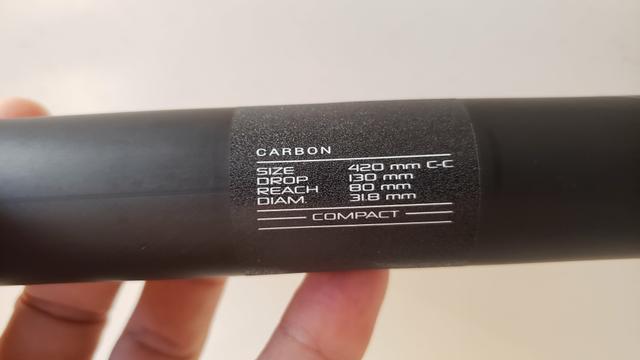 CARBON
SIZE 420 mm C-C
DROP 130 mm
REACH 80 mm
DIAM. 31.8 mm
COMPACT